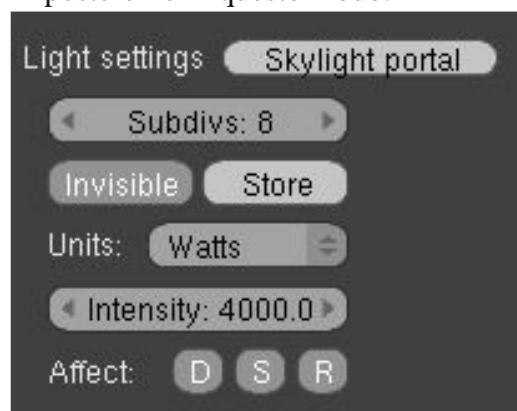 Light settings Skylight portal
Subdivs: 8
Invisible Store
Units: Watts
Intensity: 4000.0
Affect: D S R